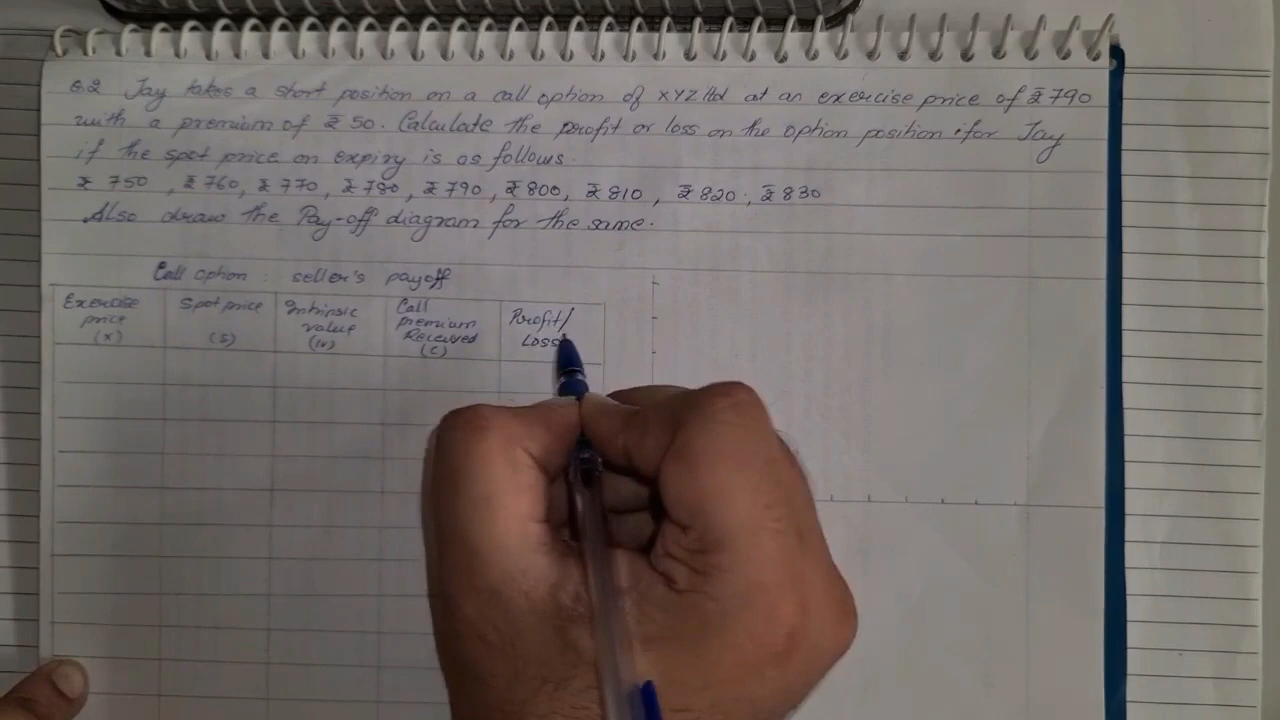 Q.2 Jay takes a short position on a call option of XYZ ltd at an exercise price of ₹790
with a premium of ₹ 50. Calculate the profit or loss on the option position for Jay
if the spot price on expiry is as follows.
₹ 750, ₹ 760, ₹ 770, ₹ 780, ₹ 790, ₹ 800, ₹ 810, ₹ 820, ₹ 830
Also draw the Pay-off diagram for the same.
Call option : seller's payoff
Exercise price (X)
Spot price (S)
Intrinsic value (IV)
Call premium Received (C)
Profit/ Loss